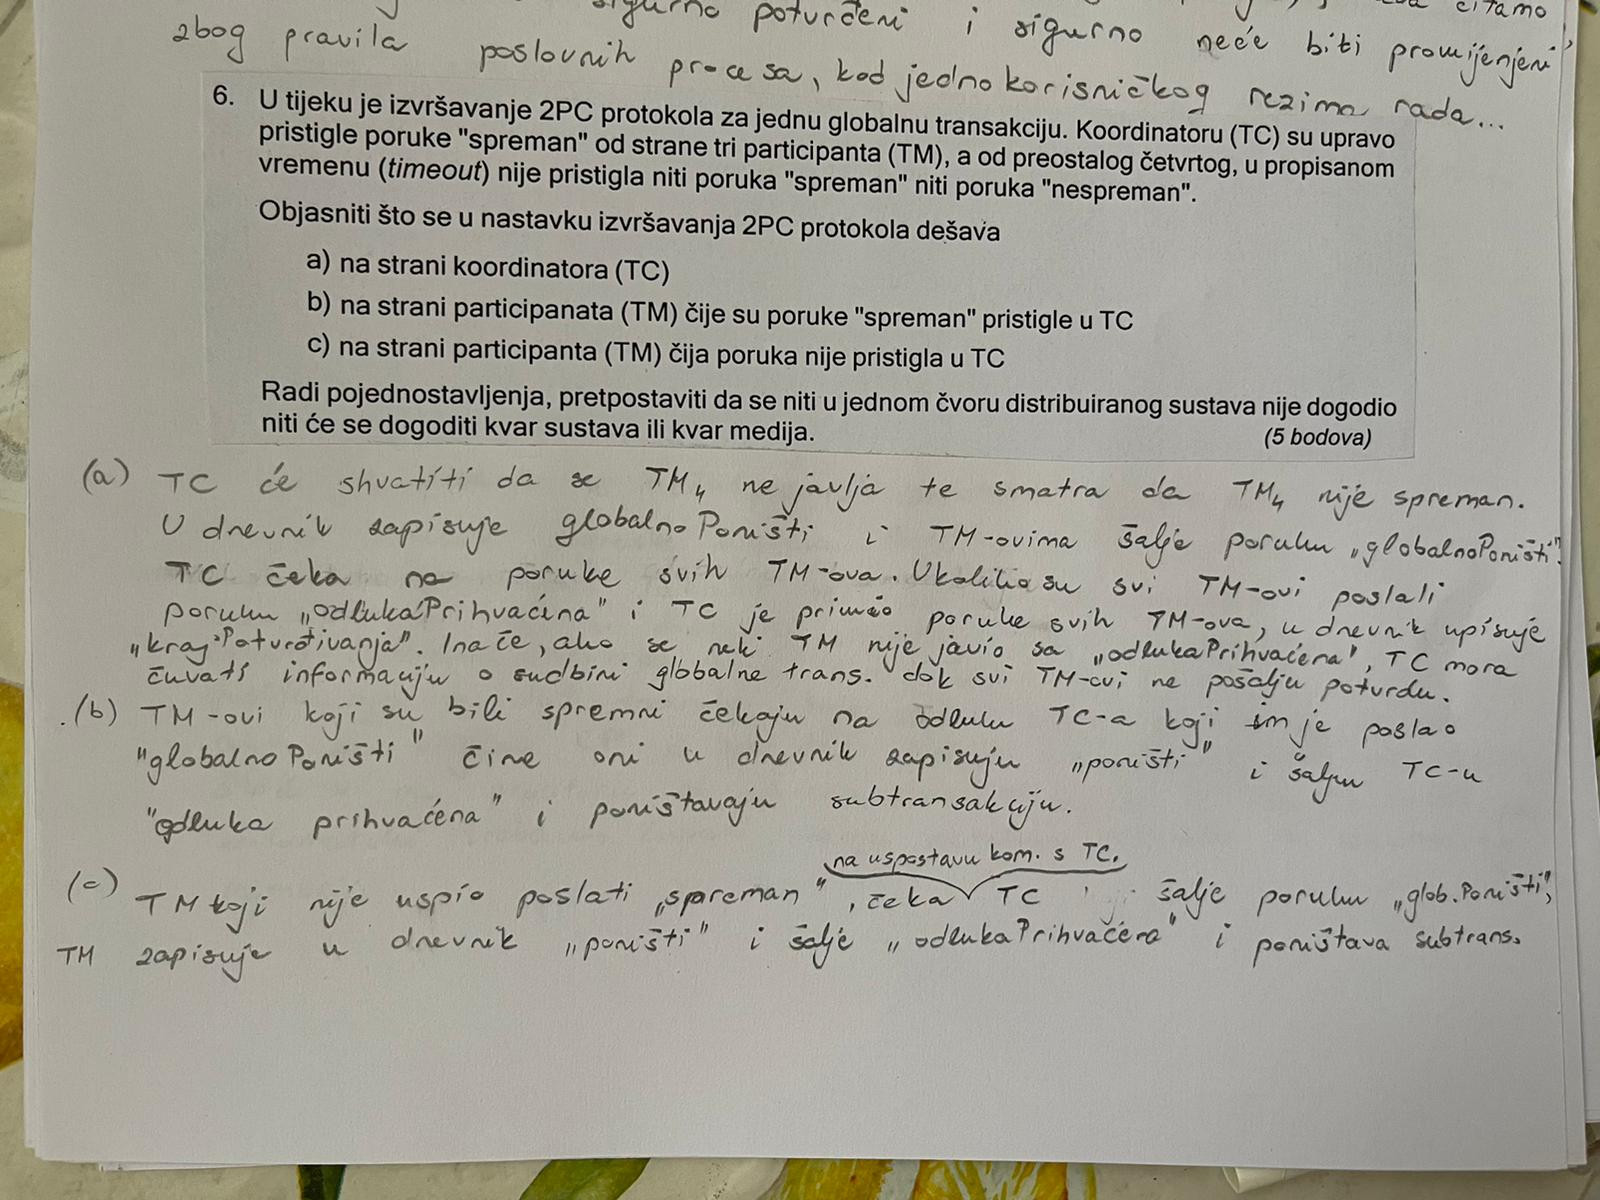 sigurno potvrđeni i sigurno neće biti promijenjeni
čitamo
zbog pravila poslovnih procesa, kod jednokorisničkog rezima rada...
6. U tijeku je izvršavanje 2PC protokola za jednu globalnu transakciju. Koordinatoru (TC) su upravo
pristigle poruke "spreman" od strane tri participanta (TM), a od preostalog četvrtog, u propisanom
vremenu (timeout) nije pristigla niti poruka "spreman" niti poruka "nespreman".
Objasniti što se u nastavku izvršavanja 2PC protokola dešava
a) na strani koordinatora (TC)
b) na strani participanata (TM) čije su poruke "spreman" pristigle u TC
c) na strani participanta (TM) čija poruka nije pristigla u TC
Radi pojednostavljenja, pretpostaviti da se niti u jednom čvoru distribuiranog sustava nije dogodio
niti će se dogoditi kvar sustava ili kvar medija. (5 bodova)
(a) TC će shvatiti da se TM4 ne javlja te smatra da TM4 nije spreman.
U dnevnik zapisuje globalnoPoništi i TM-ovima šalje poruku „globalnoPoništi".
TC čeka na poruke svih TM-ova. Ukoliko su svi TM-ovi poslali
poruku „odlukaPrihvaćena" i TC je primio poruke svih TM-ova, u dnevnik upisuje
„krajPotvrđivanja". Inače, ako se neki TM nije javio sa „odlukaPrihvaćena", TC mora
čuvati informaciju o sudbini globalne trans. dok svi TM-ovi ne pošalju potvrdu.
(b) TM-ovi koji su bili spremni čekaju na odluku TC-a koji im je poslao
"globalnoPoništi" čime oni u dnevnik zapisuju „poništi" i šalju TC-u
"odluka prihvaćena" i poništavaju subtransakciju.
na uspostavu kom. s TC.
(c) TM koji nije uspio poslati „spreman", čeka TC šalje poruku „glob.Poništi",
TM zapisuje u dnevnik „poništi" i šalje „odlukaPrihvaćena" i poništava subtrans.